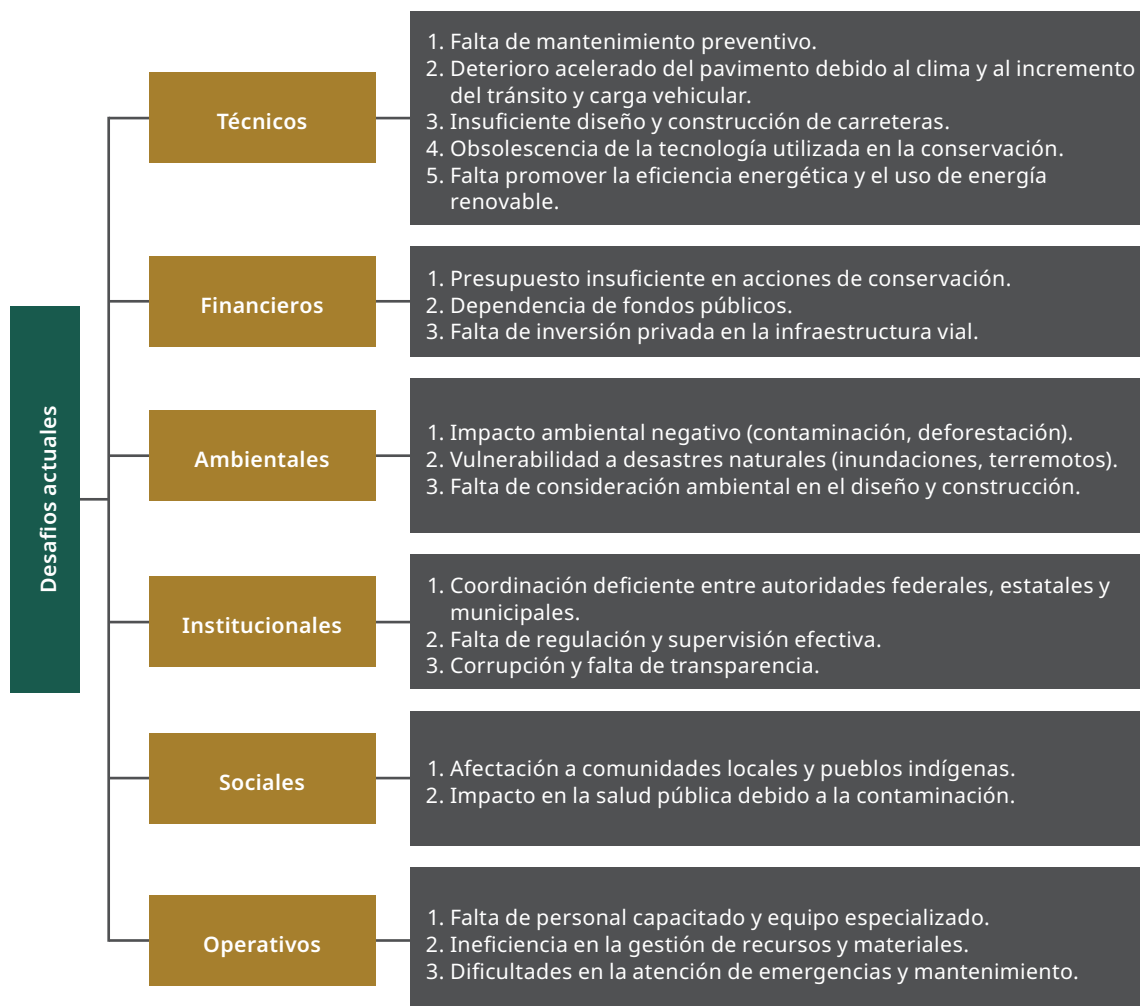 Desafios actuales
Técnicos
1. Falta de mantenimiento preventivo.
2. Deterioro acelerado del pavimento debido al clima y al incremento
del tránsito y carga vehicular.
3. Insuficiente diseño y construcción de carreteras.
4. Obsolescencia de la tecnología utilizada en la conservación.
5. Falta promover la eficiencia energética y el uso de energía
renovable.
Financieros
1. Presupuesto insuficiente en acciones de conservación.
2. Dependencia de fondos públicos.
3. Falta de inversión privada en la infraestructura vial.
Ambientales
1. Impacto ambiental negativo (contaminación, deforestación).
2. Vulnerabilidad a desastres naturales (inundaciones, terremotos).
3. Falta de consideración ambiental en el diseño y construcción.
Institucionales
1. Coordinación deficiente entre autoridades federales, estatales y
municipales.
2. Falta de regulación y supervisión efectiva.
3. Corrupción y falta de transparencia.
Sociales
1. Afectación a comunidades locales y pueblos indígenas.
2. Impacto en la salud pública debido a la contaminación.
Operativos
1. Falta de personal capacitado y equipo especializado.
2. Ineficiencia en la gestión de recursos y materiales.
3. Dificultades en la atención de emergencias y mantenimiento.